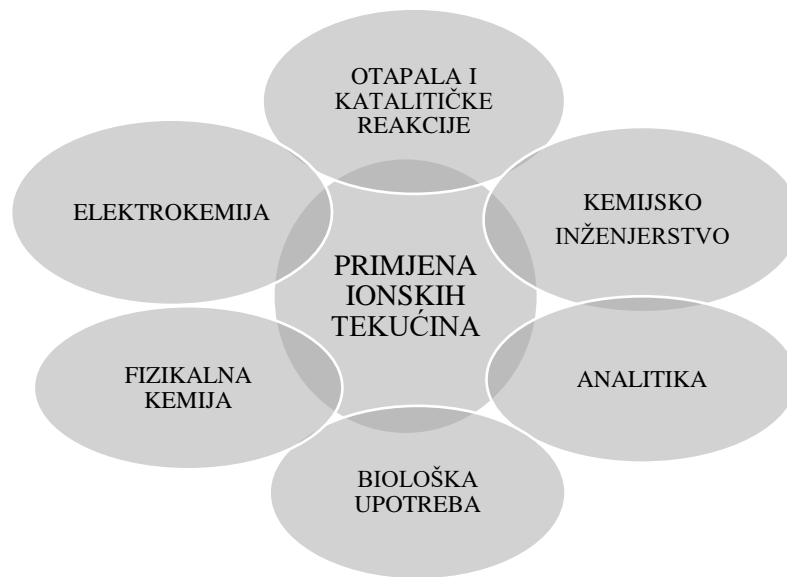 OTAPALA I
KATALITIČKE
REAKCIJE
ELEKTROKEMIJA
KEMIJSKO
INŽENJERSTVO
PRIMJENA
IONSKIH
TEKUĆINA
FIZIKALNA
KEMIJA
ANALITIKA
BIOLOŠKA
UPOTREBA